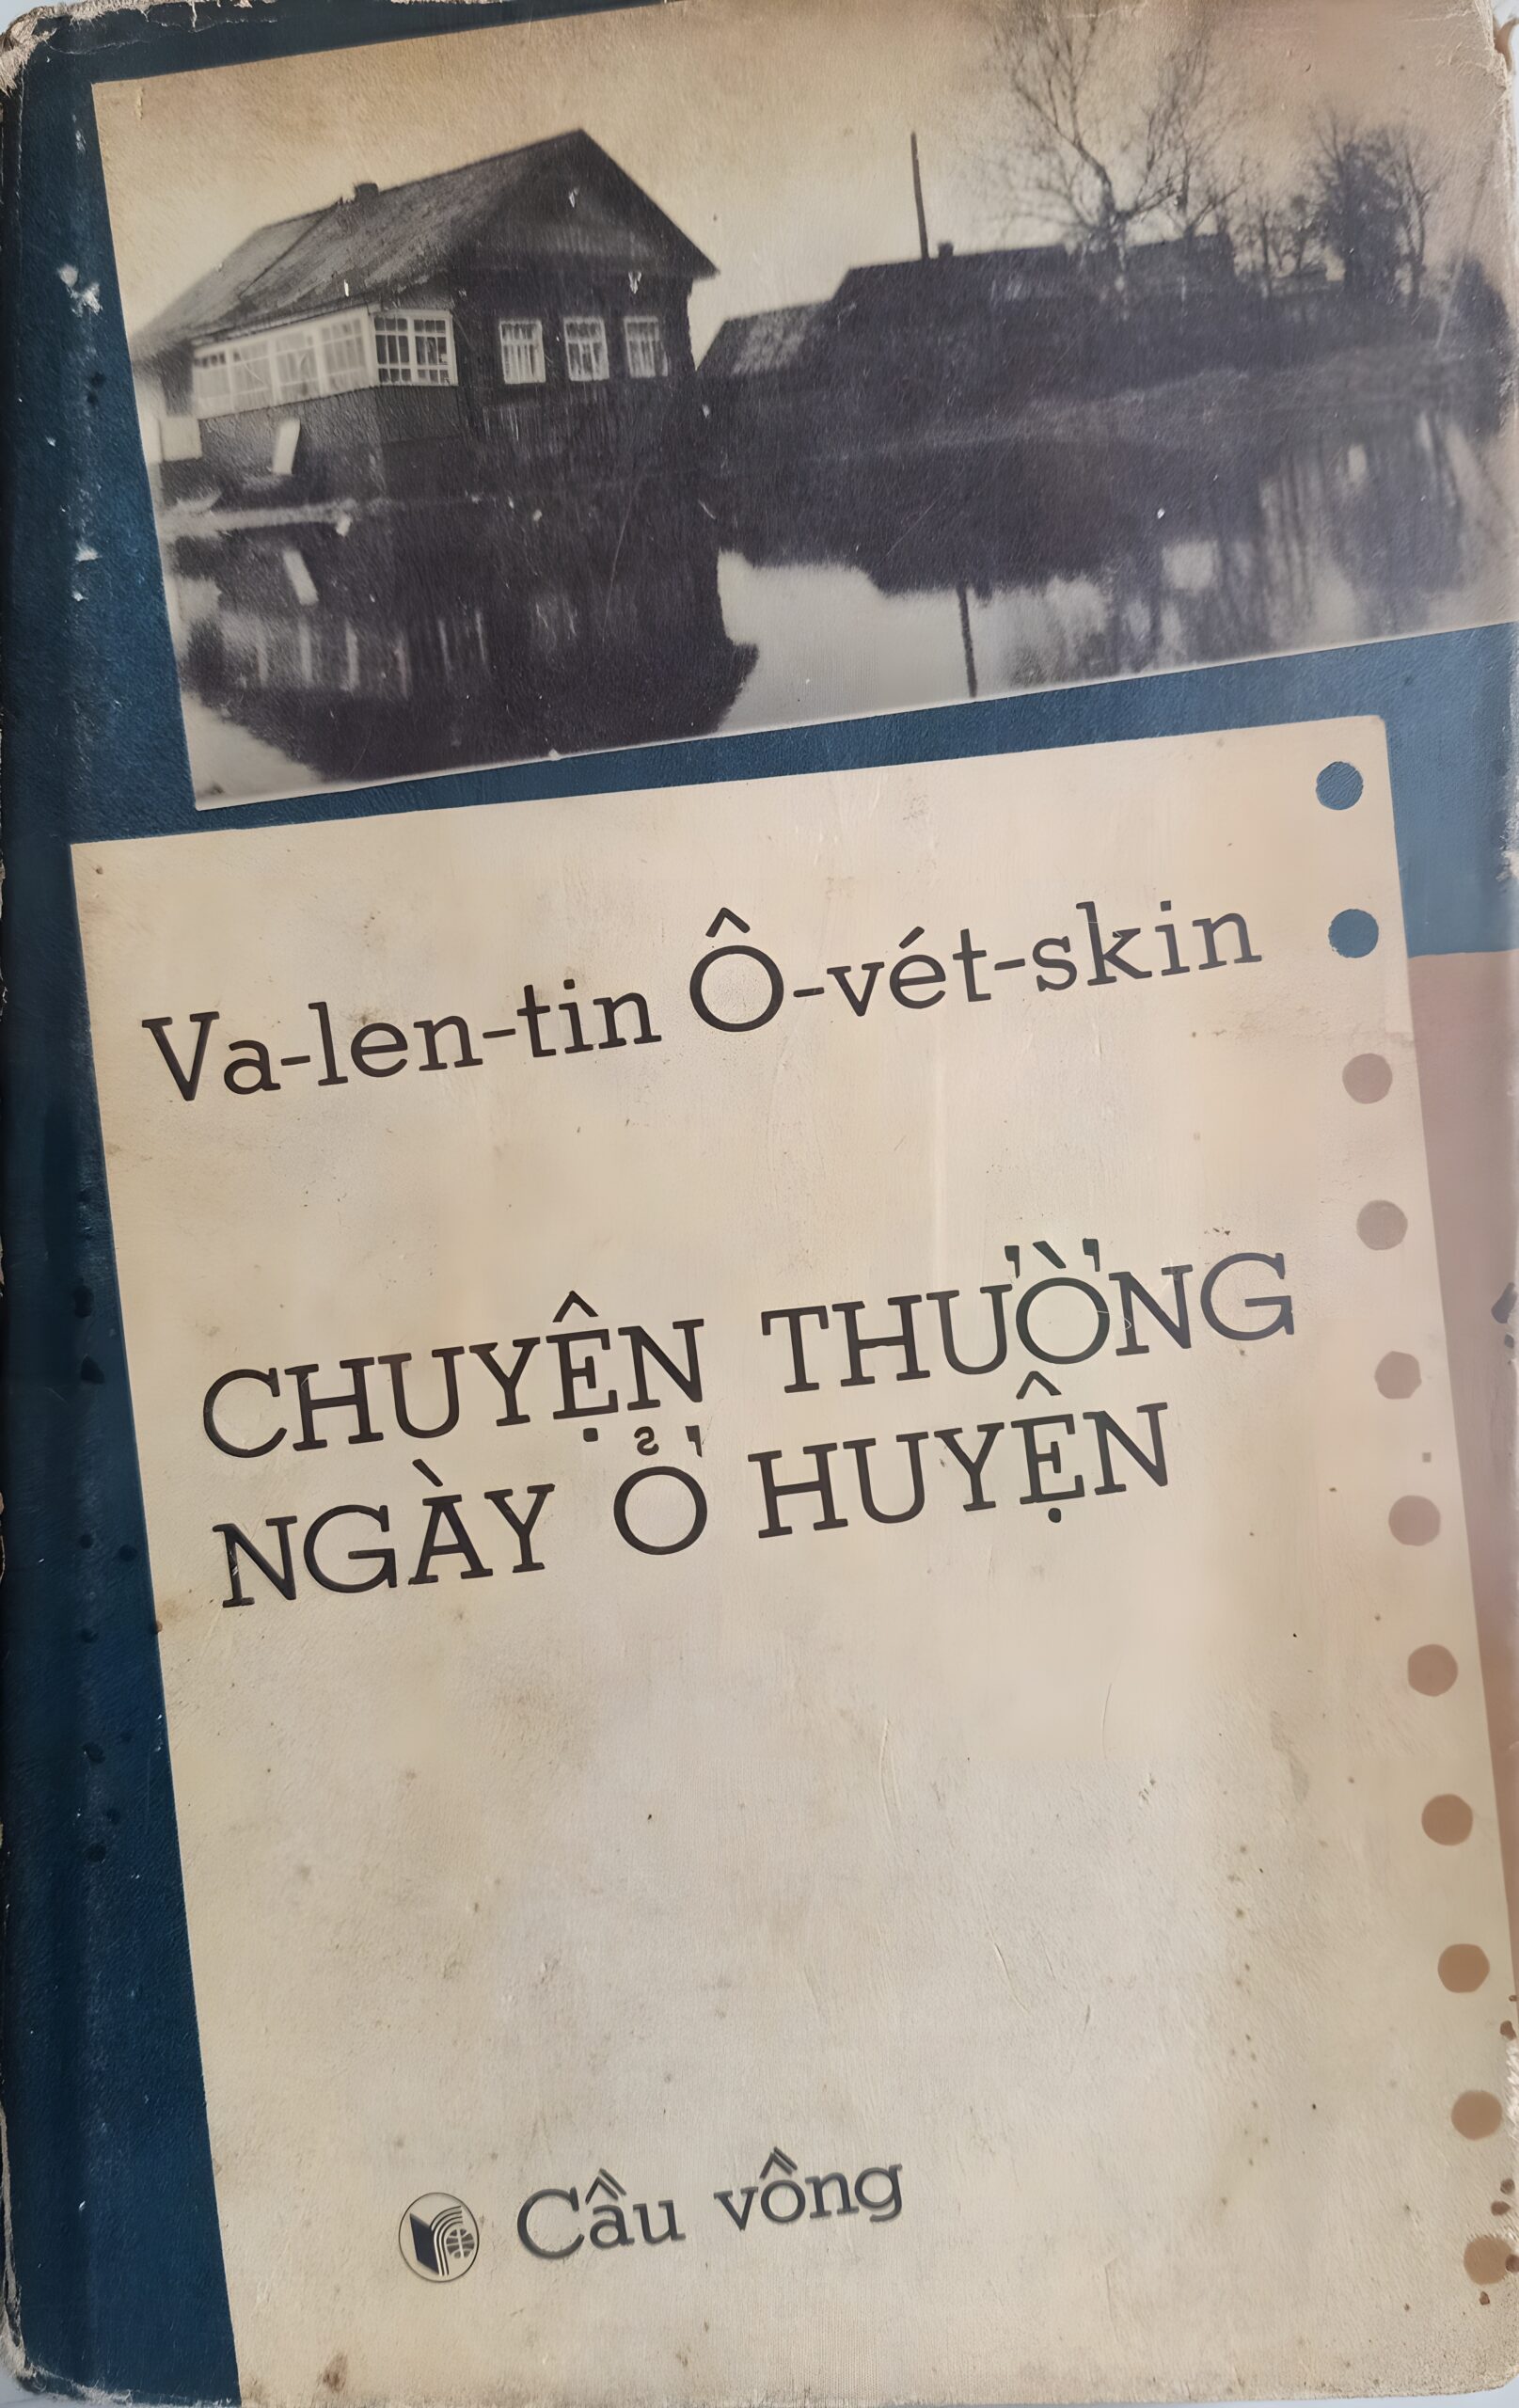 Va-len-tin Ô-vét-skin
CHUYỆN THƯỜNG
NGÀY Ở HUYỆN
Cầu vồng